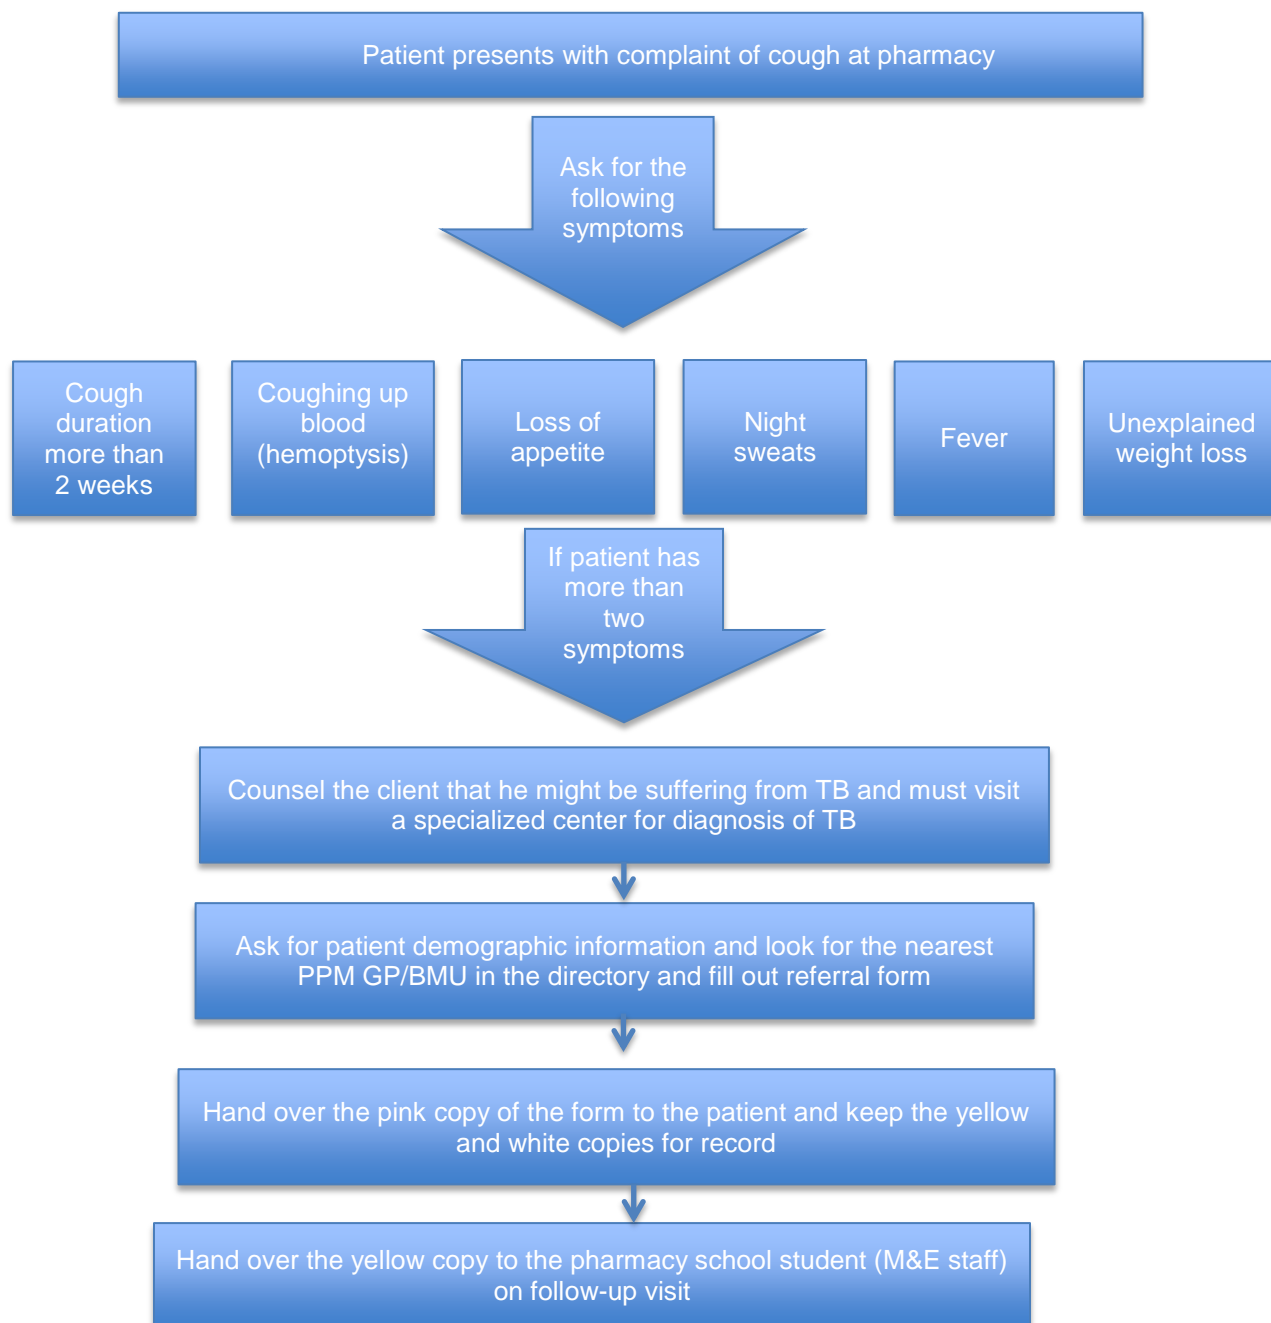 Patient presents with complaint of cough at pharmacy
Ask for the
following
symptoms
Cough
duration
more than
2 weeks
Coughing up
blood
(hemoptysis)
Loss of
appetite
Night
sweats
Fever
Unexplained
weight loss
If patient has
more than
two
symptoms
Counsel the client that he might be suffering from TB and must visit
a specialized center for diagnosis of TB
Ask for patient demographic information and look for the nearest
PPM GP/BMU in the directory and fill out referral form
Hand over the pink copy of the form to the patient and keep the yellow
and white copies for record
Hand over the yellow copy to the pharmacy school student (M&E staff)
on follow-up visit